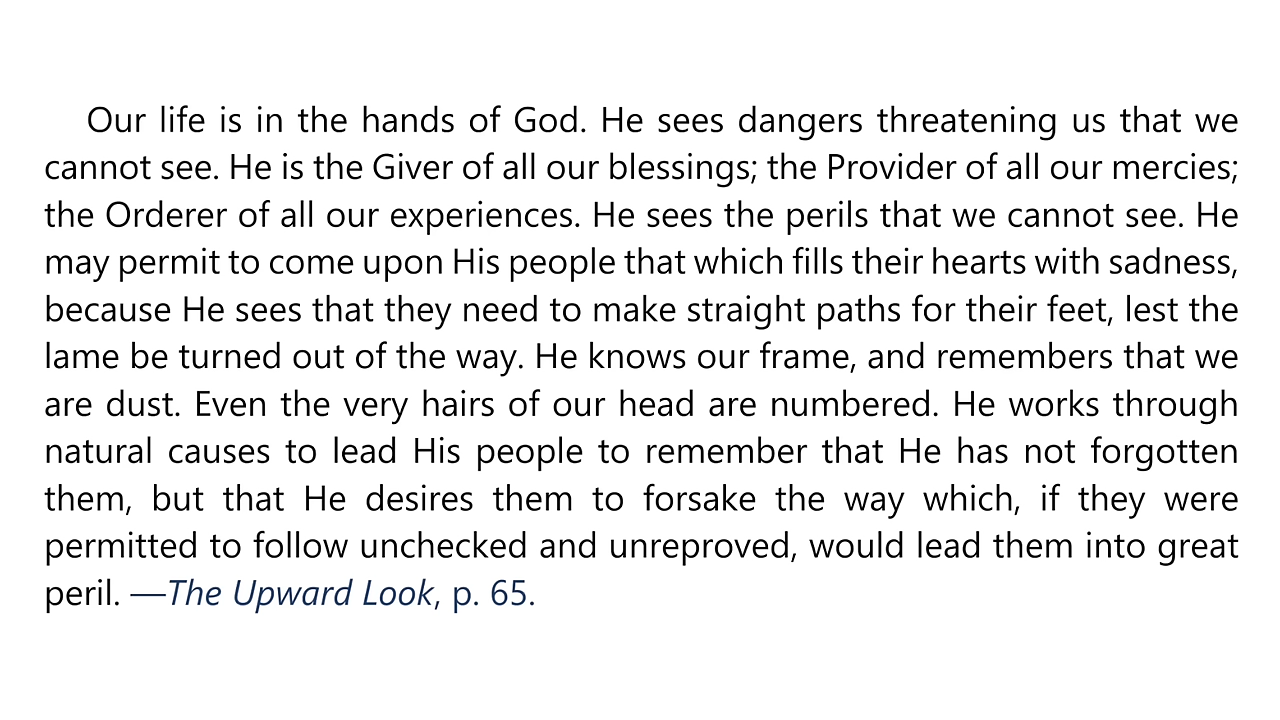 Our life is in the hands of God. He sees dangers threatening us that we
cannot see. He is the Giver of all our blessings; the Provider of all our mercies;
the Orderer of all our experiences. He sees the perils that we cannot see. He
may permit to come upon His people that which fills their hearts with sadness,
because He sees that they need to make straight paths for their feet, lest the
lame be turned out of the way. He knows our frame, and remembers that we
are dust. Even the very hairs of our head are numbered. He works through
natural causes to lead His people to remember that He has not forgotten
them, but that He desires them to forsake the way which, if they were
permitted to follow unchecked and unreproved, would lead them into great
peril. —The Upward Look, p. 65.